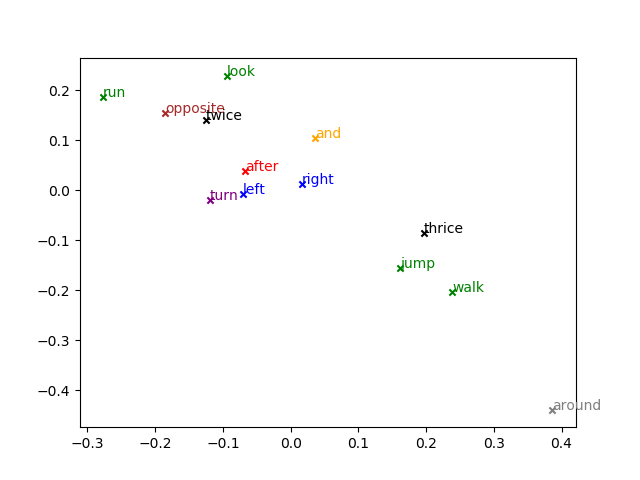 look
run
opposite
twice
and
after
right
left
turn
thrice
jump
walk
around
0.2
0.1
0.0
−0.1
−0.2
−0.3
−0.4
−0.3 −0.2 −0.1 0.0 0.1 0.2 0.3 0.4